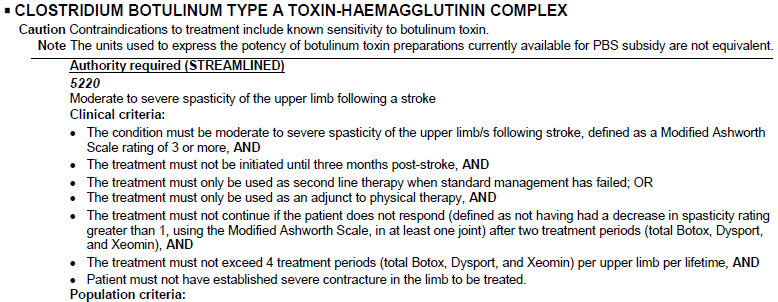 ▪ CLOSTRIDIUM BOTULINUM TYPE A TOXIN-HAEMAGGLUTININ COMPLEX
Caution Contraindications to treatment include known sensitivity to botulinum toxin.
Note The units used to express the potency of botulinum toxin preparations currently available for PBS subsidy are not equivalent.
Authority required (STREAMLINED)
5220
Moderate to severe spasticity of the upper limb following a stroke
Clinical criteria:
• The condition must be moderate to severe spasticity of the upper limb/s following stroke, defined as a Modified Ashworth
Scale rating of 3 or more, AND
• The treatment must not be initiated until three months post-stroke, AND
• The treatment must only be used as second line therapy when standard management has failed; OR
• The treatment must only be used as an adjunct to physical therapy, AND
• The treatment must not continue if the patient does not respond (defined as not having had a decrease in spasticity rating
greater than 1, using the Modified Ashworth Scale, in at least one joint) after two treatment periods (total Botox, Dysport,
and Xeomin), AND
• The treatment must not exceed 4 treatment periods (total Botox, Dysport, and Xeomin) per upper limb per lifetime, AND
• Patient must not have established severe contracture in the limb to be treated.
Population criteria: